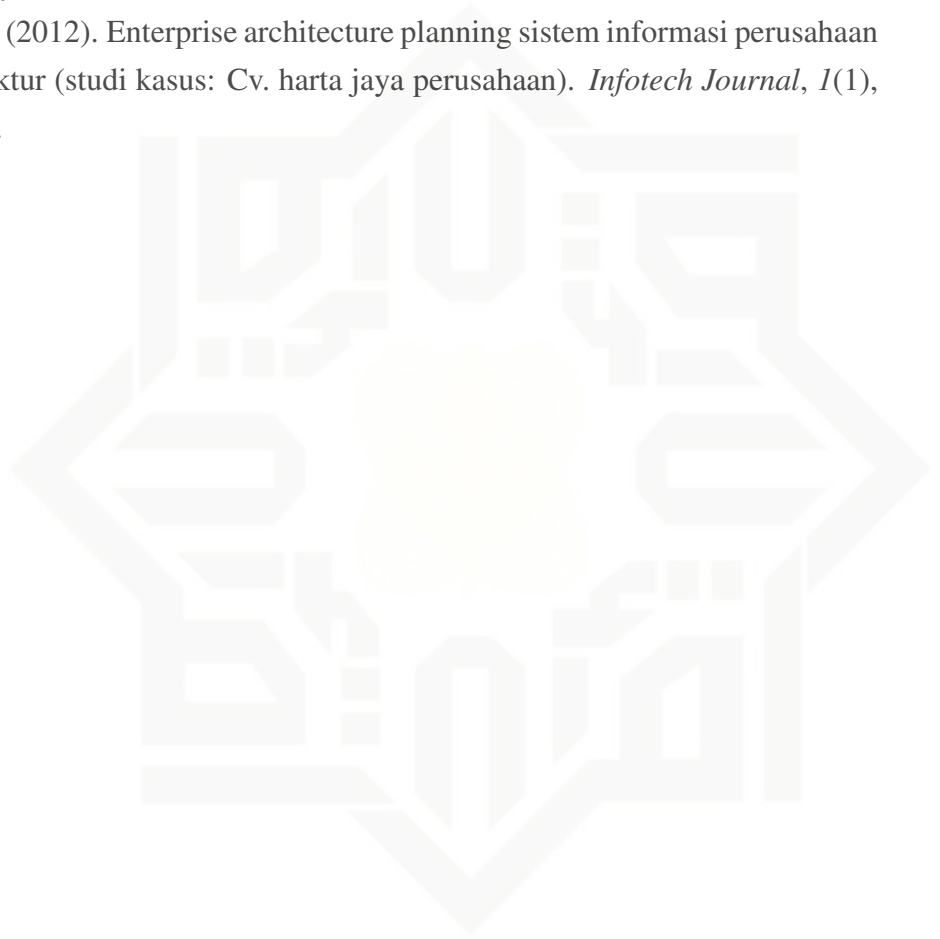 (2012). Enterprise architecture planning sistem informasi perusahaan
ktur (studi kasus: Cv. harta jaya perusahaan). Infotech Journal, 1(1),